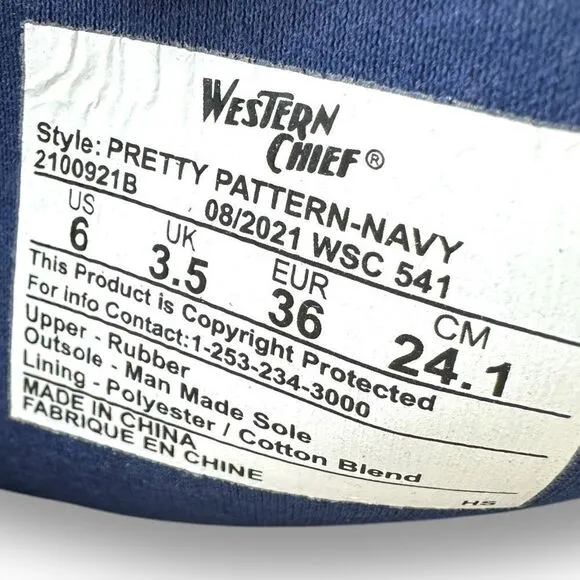 WESTERN
CHIEF®
Style: PRETTY PATTERN-NAVY
2100921B 08/2021 WSC 541
US UK EUR CM
6 3.5 36 24.1
This Product is Copyright Protected
For info Contact:1-253-234-3000
Upper - Rubber
Outsole - Man Made Sole
Lining - Polyester / Cotton Blend
MADE IN CHINA
FABRIQUE EN CHINE
HS